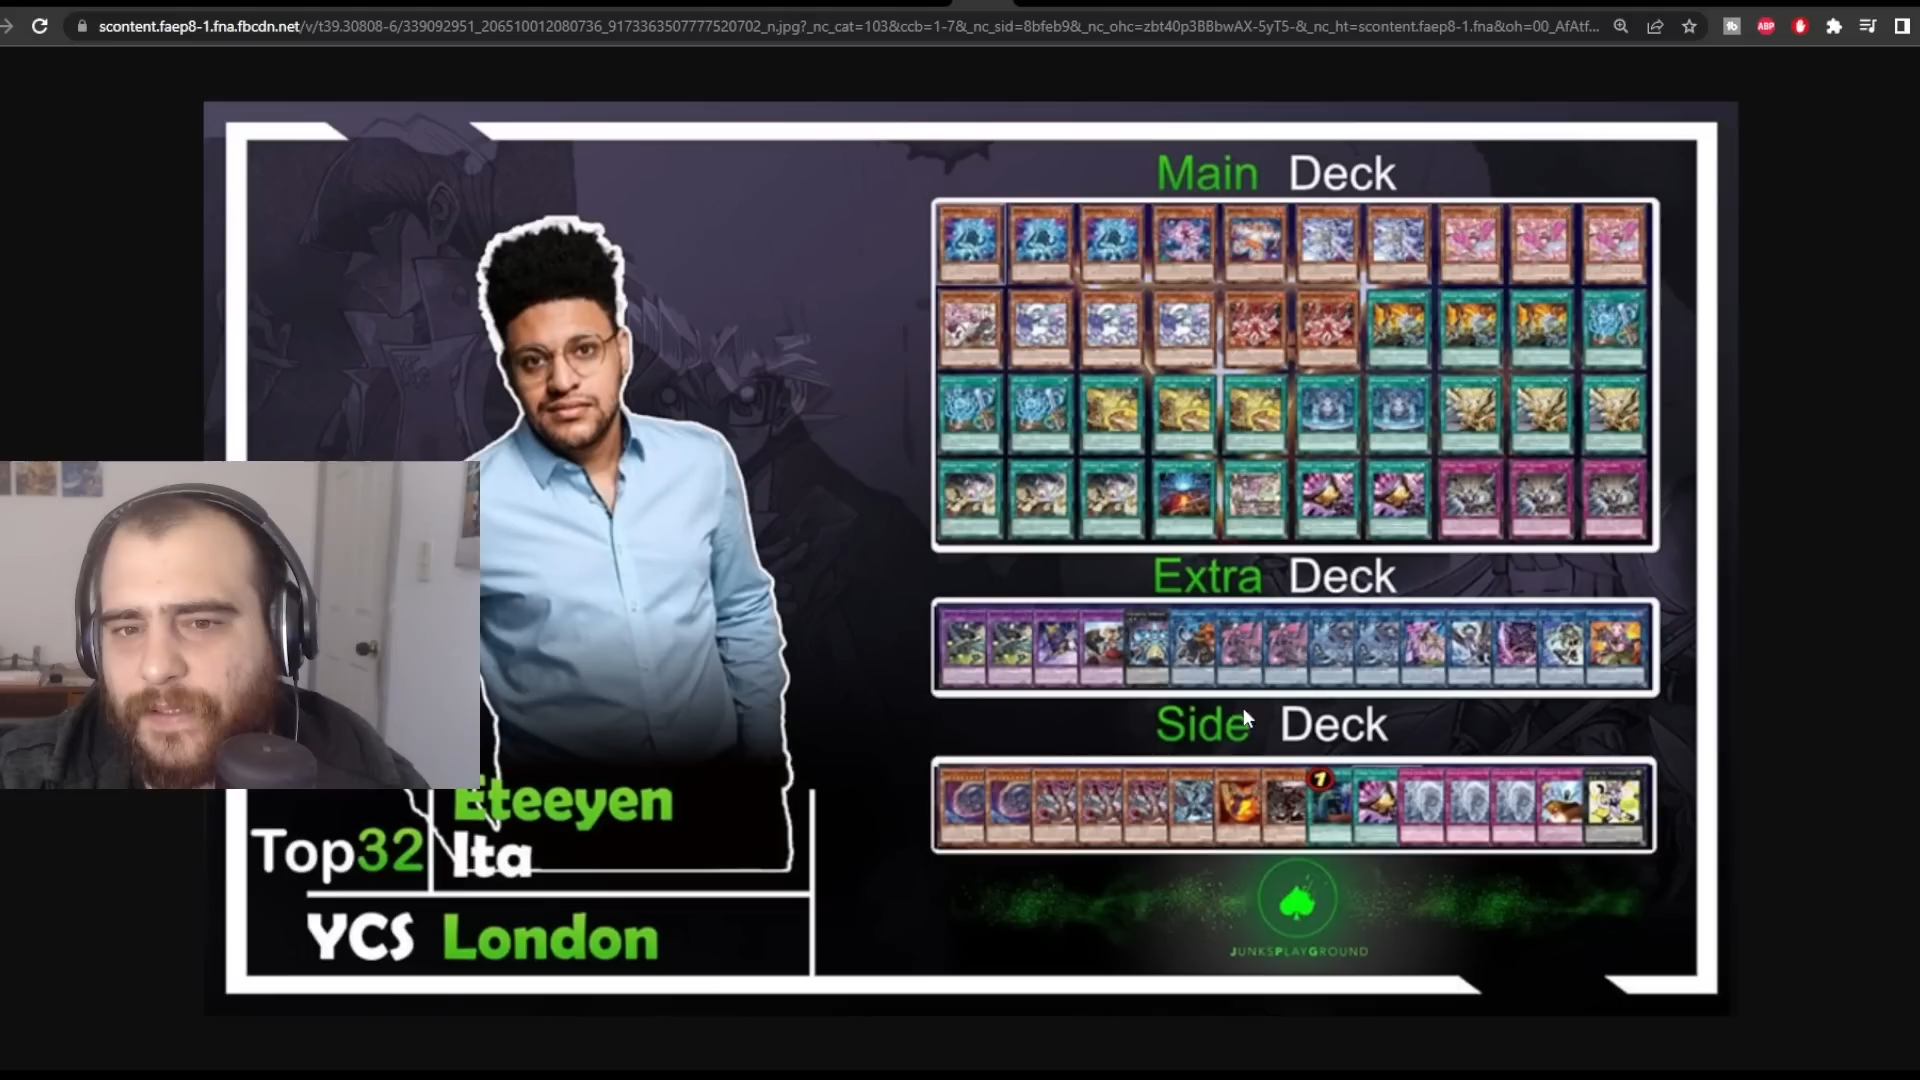 scontent.faep8-1.fna.fbcdn.net/v/t39.30808-6/339092951_206510012080736_9173363507777520702_n.jpg?_nc_cat=103&ccb=1-7&_nc_sid=8bfeb9&_nc_ohc=zbt40p3BBbwAX-5yT5-&_nc_ht=scontent.faep8-1.fna&oh=00_AfAtf...
ABP
Main Deck
Extra Deck
Side Deck
1
Eteeyen
Top32 Ita
YCS London
JUNKSPLAYGROUND